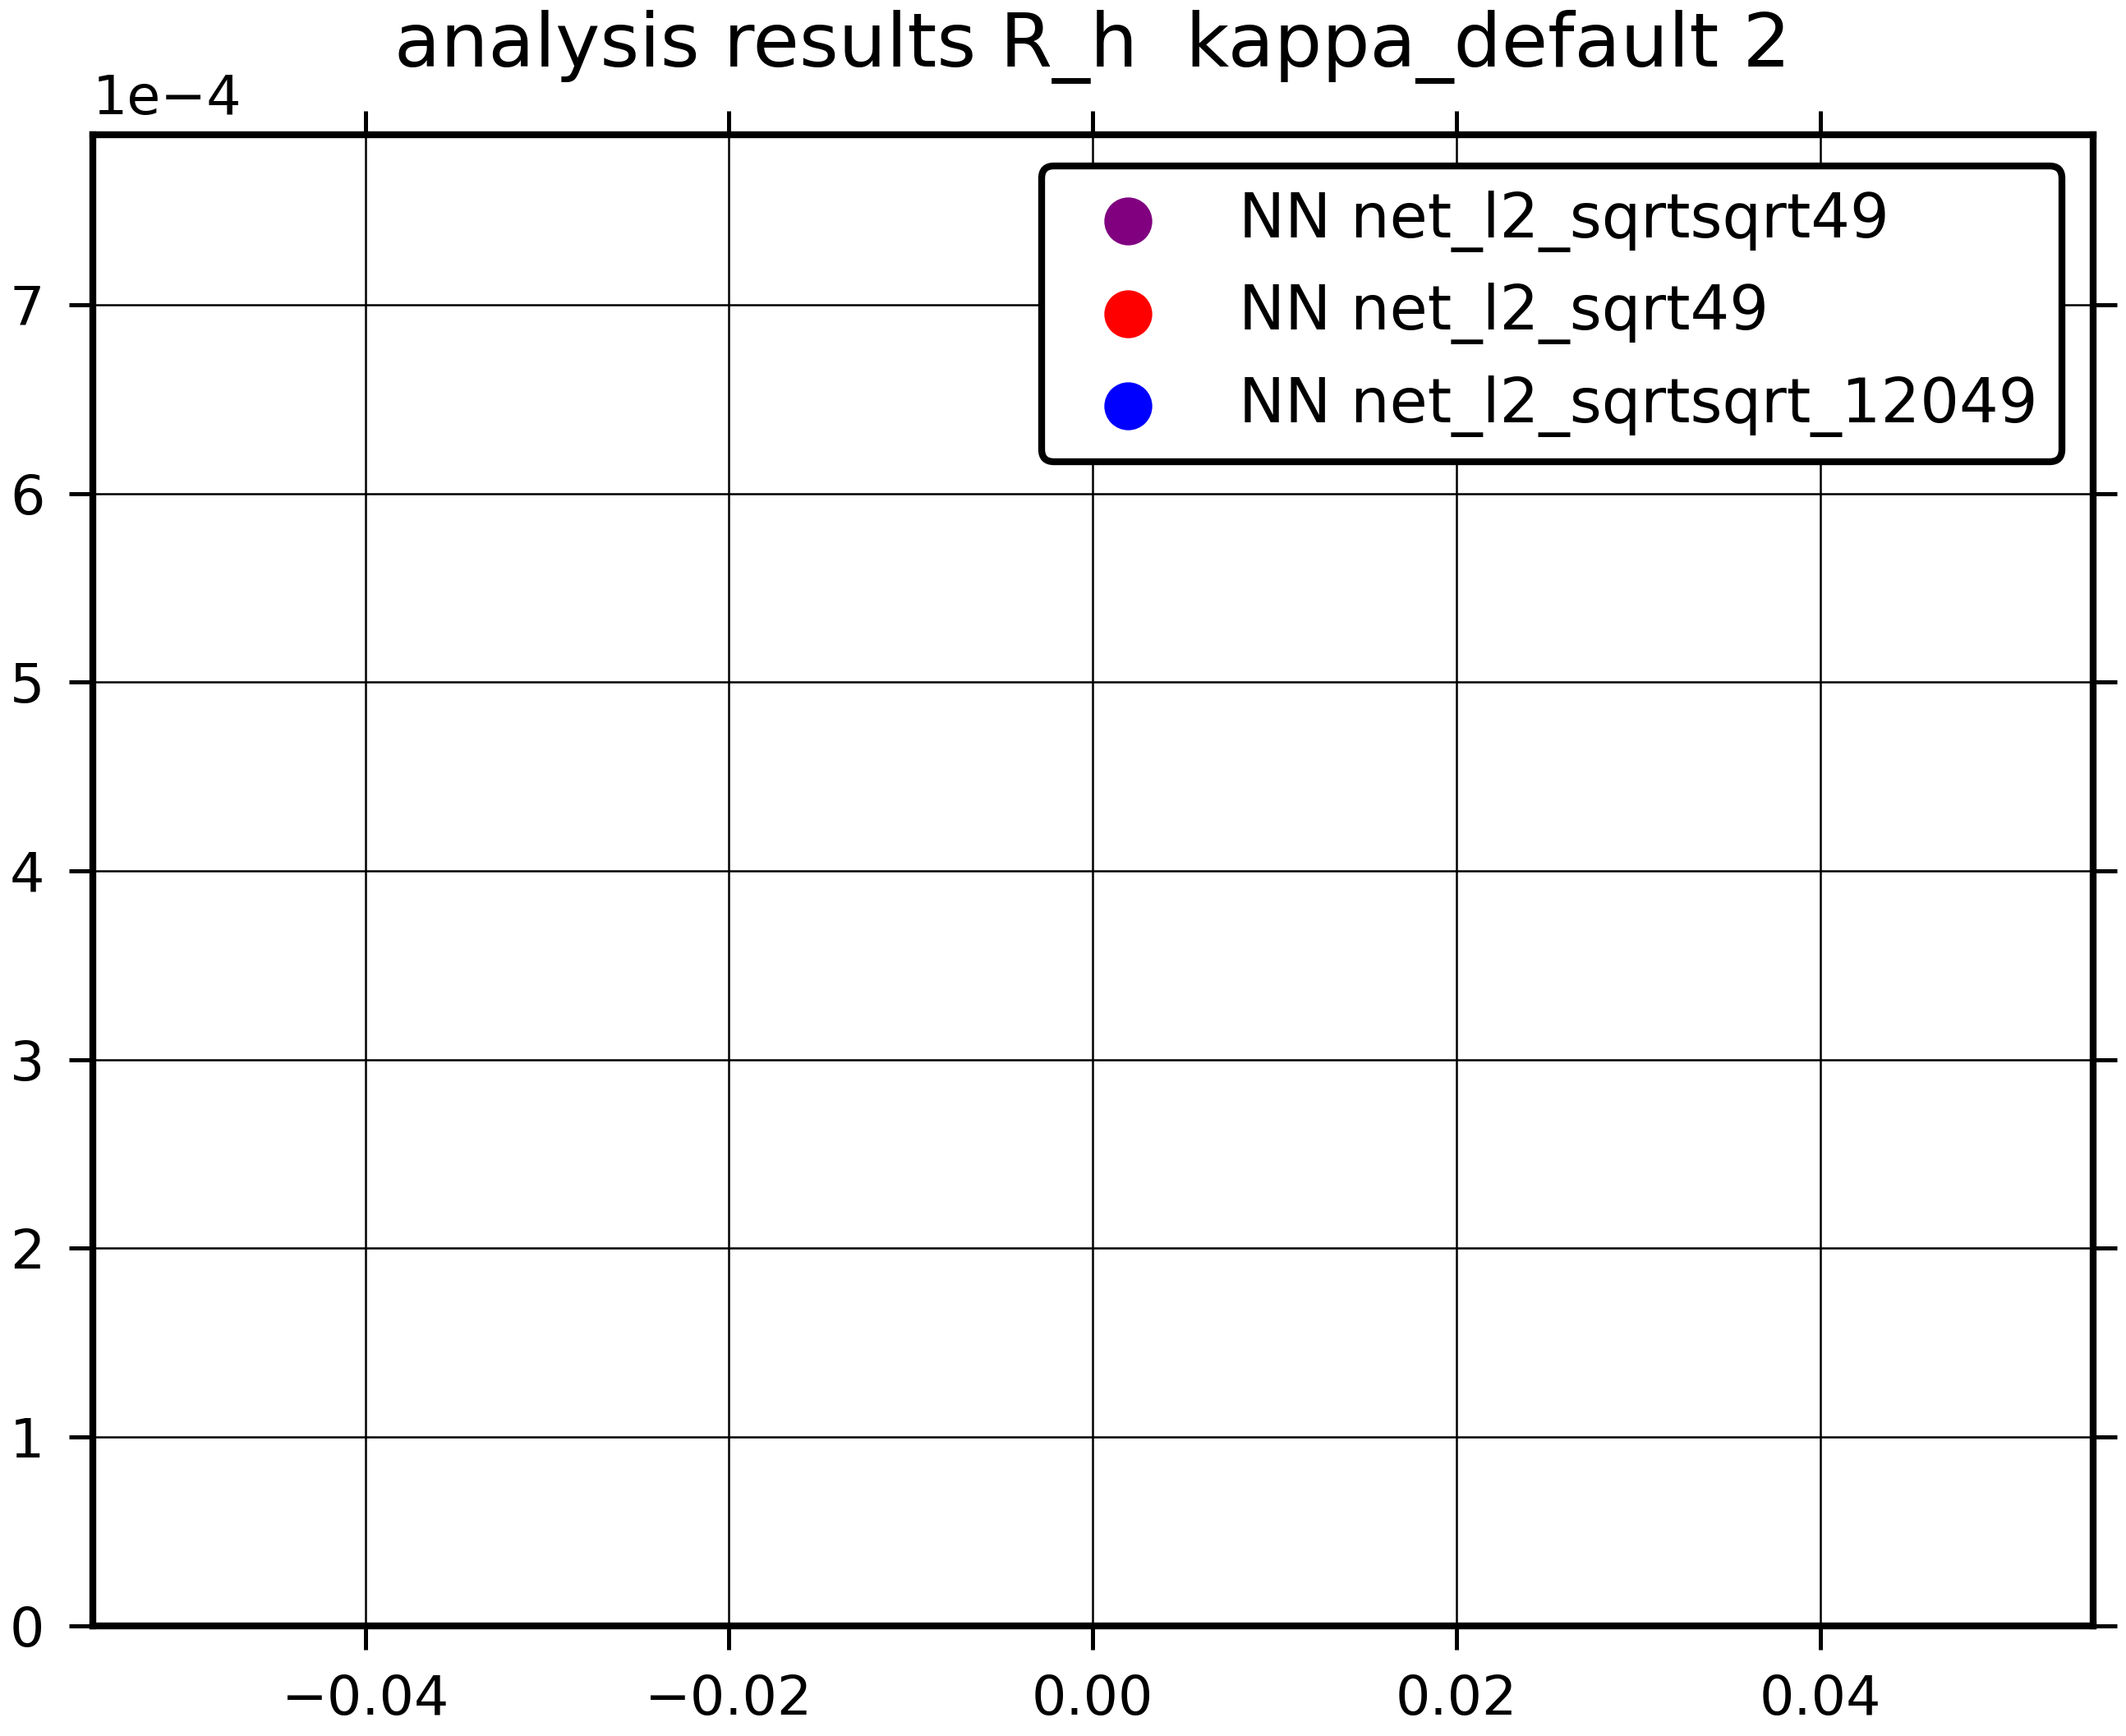 analysis results R_h  kappa_default 2
1e−4
NN net_l2_sqrtsqrt49
NN net_l2_sqrt49
NN net_l2_sqrtsqrt_12049
7
6
5
4
3
2
1
0
−0.04 −0.02 0.00 0.02 0.04